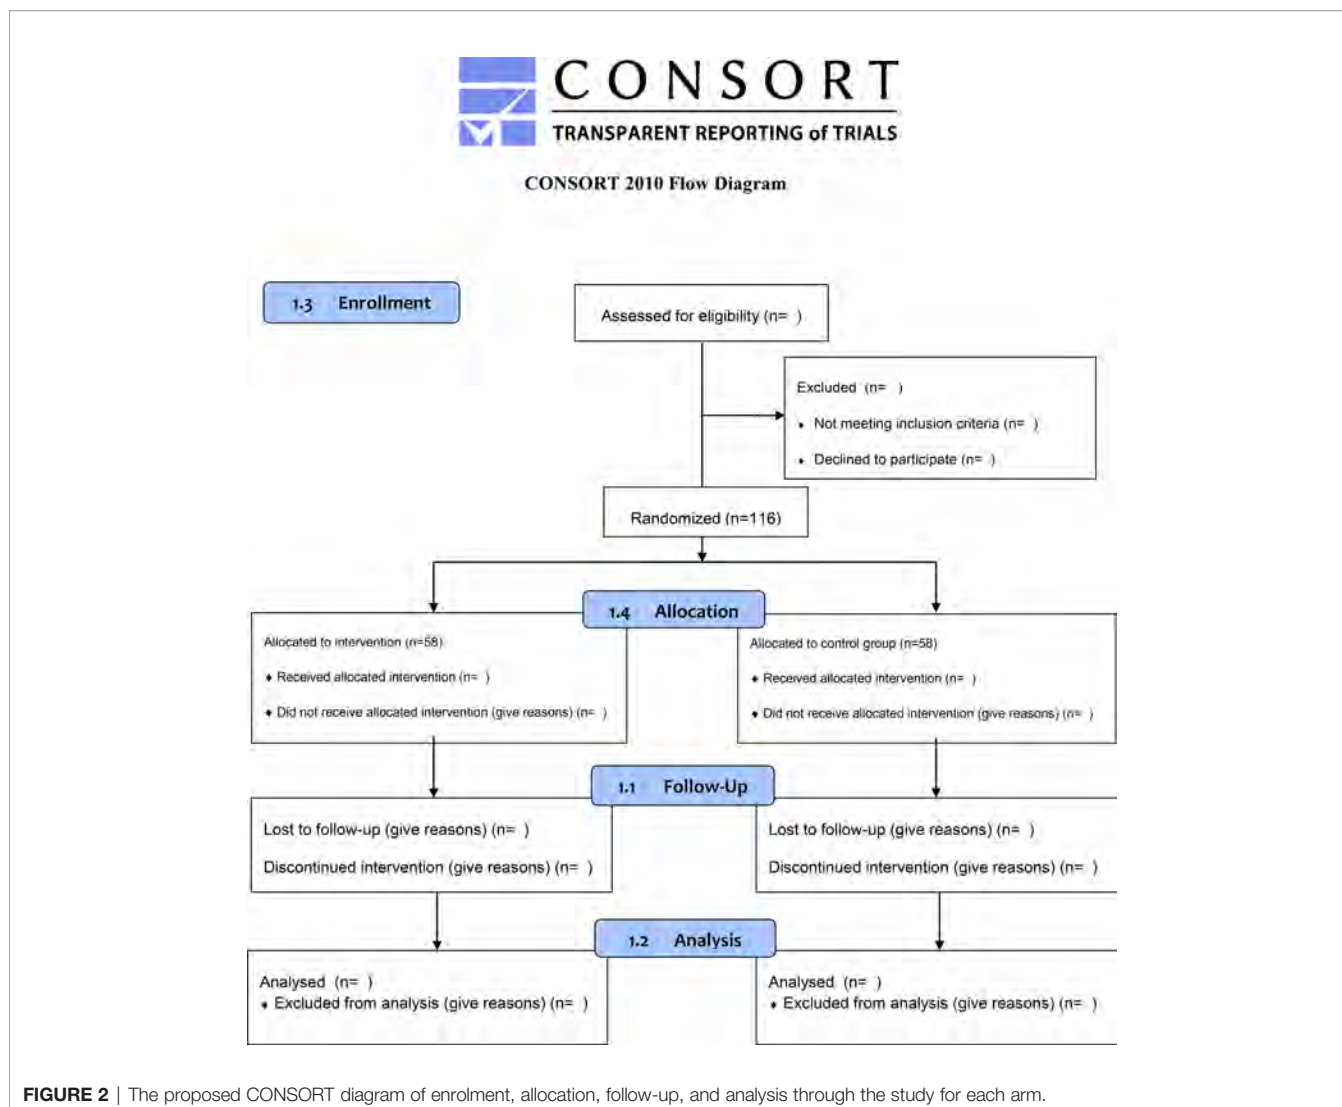 CONSORT
TRANSPARENT REPORTING of TRIALS
CONSORT 2010 Flow Diagram
1.3 Enrollment
Assessed for eligibility (n= )
Excluded (n= )
♦ Not meeting inclusion criteria (n= )
♦ Declined to participate (n= )
Randomized (n=116)
1.4 Allocation
Allocated to intervention (n=58)
♦ Received allocated intervention (n= )
♦ Did not receive allocated intervention (give reasons) (n= )
Allocated to control group (n=58)
♦ Received allocated intervention (n= )
♦ Did not receive allocated intervention (give reasons) (n= )
1.1 Follow-Up
Lost to follow-up (give reasons) (n= )
Discontinued intervention (give reasons) (n= )
Lost to follow-up (give reasons) (n= )
Discontinued intervention (give reasons) (n= )
1.2 Analysis
Analysed (n= )
♦ Excluded from analysis (give reasons) (n= )
Analysed (n= )
♦ Excluded from analysis (give reasons) (n= )
FIGURE 2 | The proposed CONSORT diagram of enrolment, allocation, follow-up, and analysis through the study for each arm.